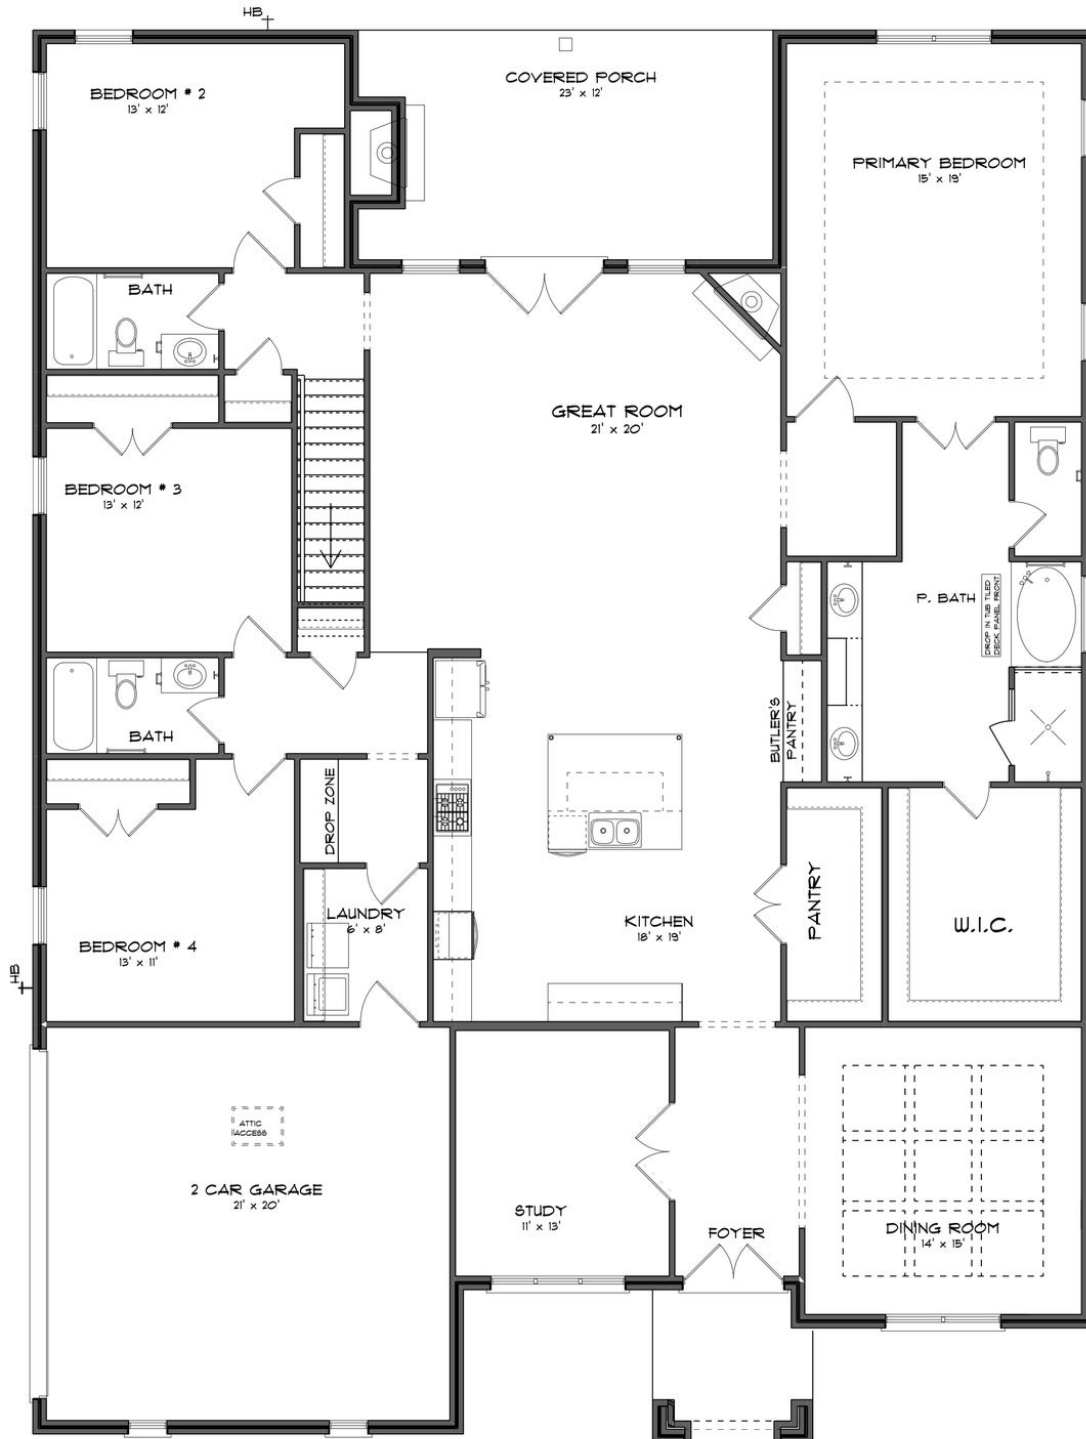 HB
BEDROOM # 2
13' x 12'
COVERED PORCH
23' x 12'
PRIMARY BEDROOM
15' x 19'
BATH
GREAT ROOM
21' x 20'
BEDROOM # 3
13' x 12'
P. BATH
DROP IN TUB TILED
DECK PANEL FRONT
BATH
BUTLER'S
PANTRY
DROP ZONE
LAUNDRY
6' x 8'
KITCHEN
18' x 19'
PANTRY
W.I.C.
BEDROOM # 4
13' x 11'
HB
ATTIC
ACCESS
2 CAR GARAGE
21' x 20'
STUDY
11' x 13'
FOYER
DINING ROOM
14' x 15'